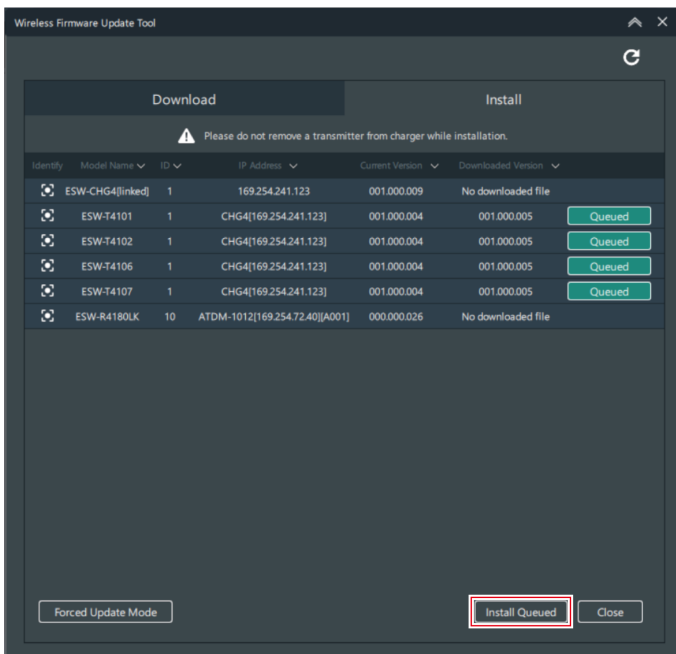 Wireless Firmware Update Tool
Download Install
Please do not remove a transmitter from charger while installation.
Identify Model Name ID IP Address Current Version Downloaded Version
ESW-CHG4[linked] 1 169.254.241.123 001.000.009 No downloaded file
ESW-T4101 1 CHG4[169.254.241.123] 001.000.004 001.000.005 Queued
ESW-T4102 1 CHG4[169.254.241.123] 001.000.004 001.000.005 Queued
ESW-T4106 1 CHG4[169.254.241.123] 001.000.004 001.000.005 Queued
ESW-T4107 1 CHG4[169.254.241.123] 001.000.004 001.000.005 Queued
ESW-R4180LK 10 ATDM-1012[169.254.72.40][A001] 000.000.026 No downloaded file
Forced Update Mode Install Queued Close